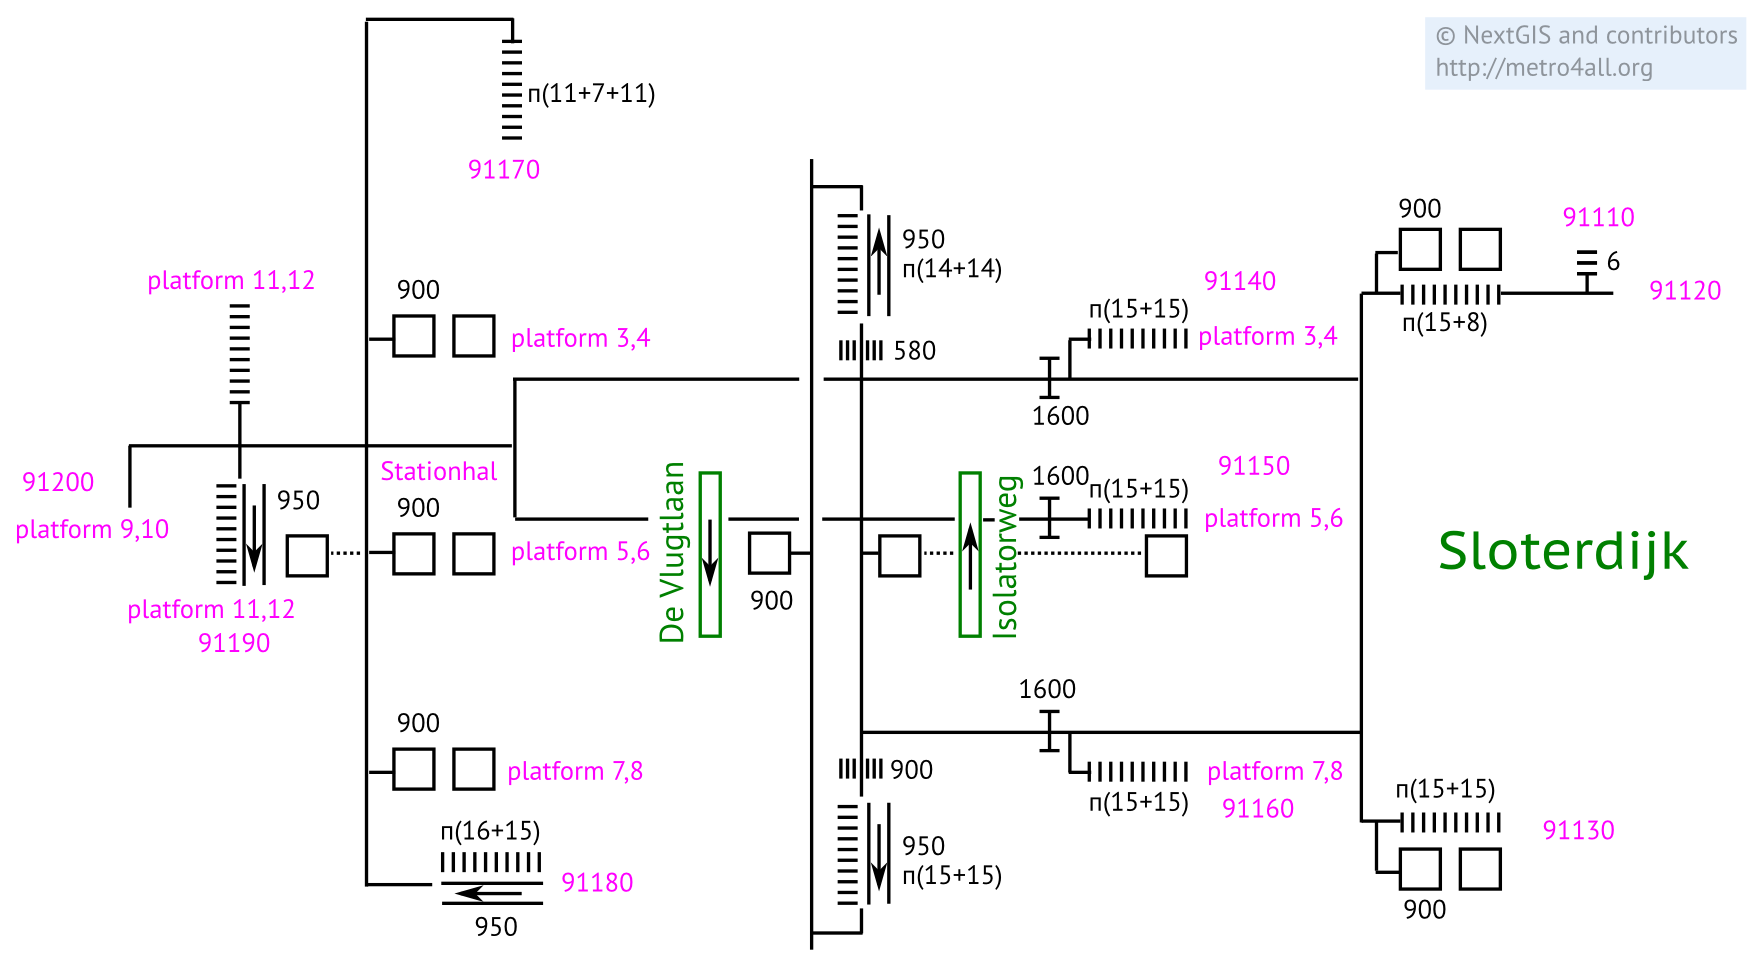 © NextGIS and contributors
http://metro4all.org
п(11+7+11)
91170
900
91110
6
91120
п(15+8)
950
п(14+14)
platform 11,12
900
platform 3,4
91140
п(15+15)
platform 3,4
580
1600
91200
platform 9,10
950
Stationhal
900
platform 5,6
De Vlugtlaan
900
Isolatorweg
1600
91150
п(15+15)
platform 5,6
Sloterdijk
platform 11,12
91190
900
platform 7,8
1600
900
platform 7,8
п(15+15)
91160
п(16+15)
91180
950
950
п(15+15)
п(15+15)
91130
900